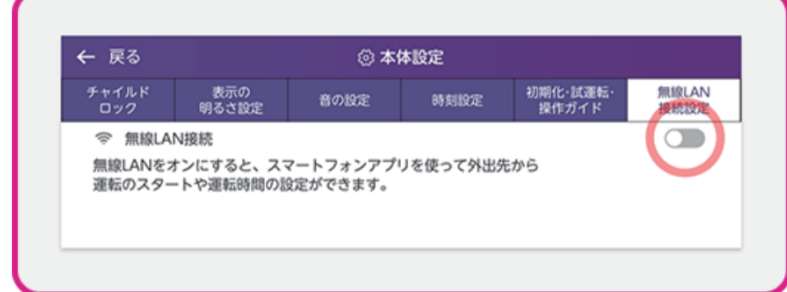 ← 戻る
本体設定
チャイルド
ロック
表示の
明るさ設定
音の設定
時刻設定
初期化・試運転・
操作ガイド
無線LAN
接続設定
無線LAN接続
無線LANをオンにすると、スマートフォンアプリを使って外出先から
運転のスタートや運転時間の設定ができます。